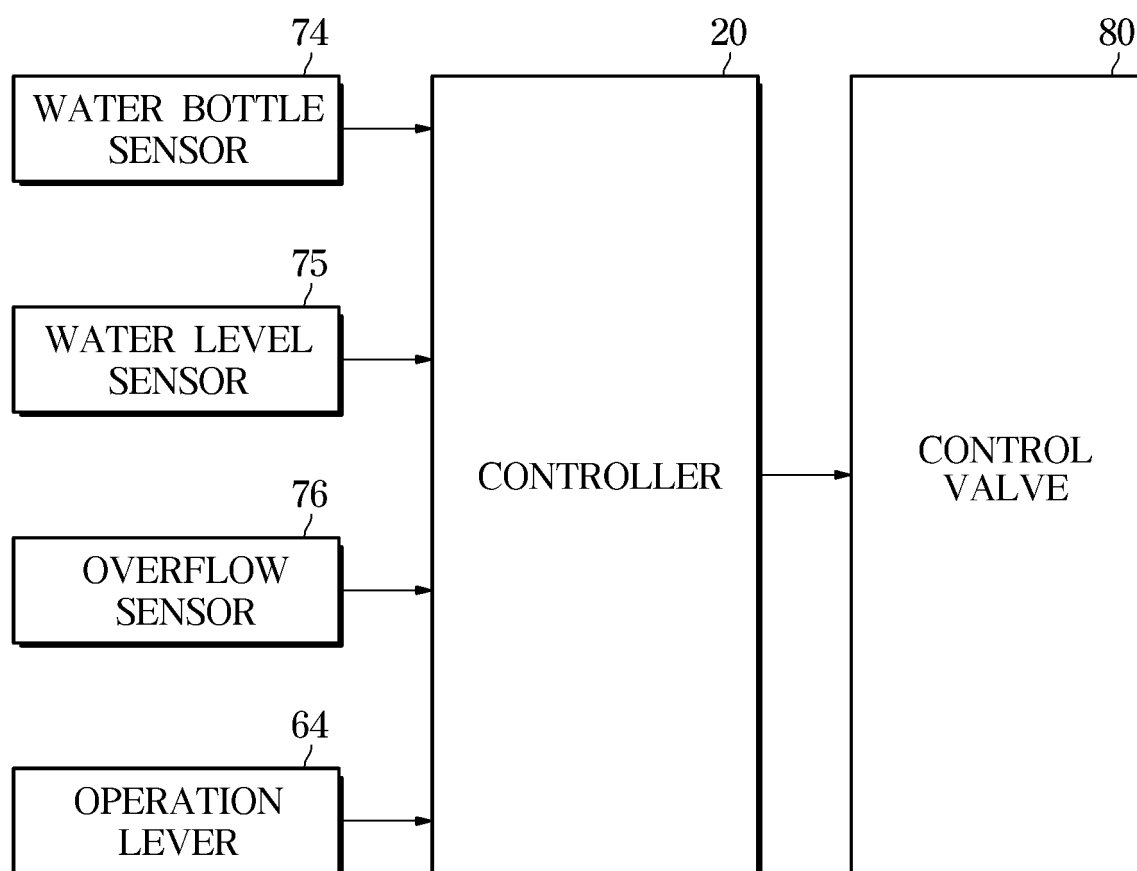 74
WATER BOTTLE
SENSOR
75
WATER LEVEL
SENSOR
76
OVERFLOW
SENSOR
64
OPERATION
LEVER
20
CONTROLLER
80
CONTROL
VALVE